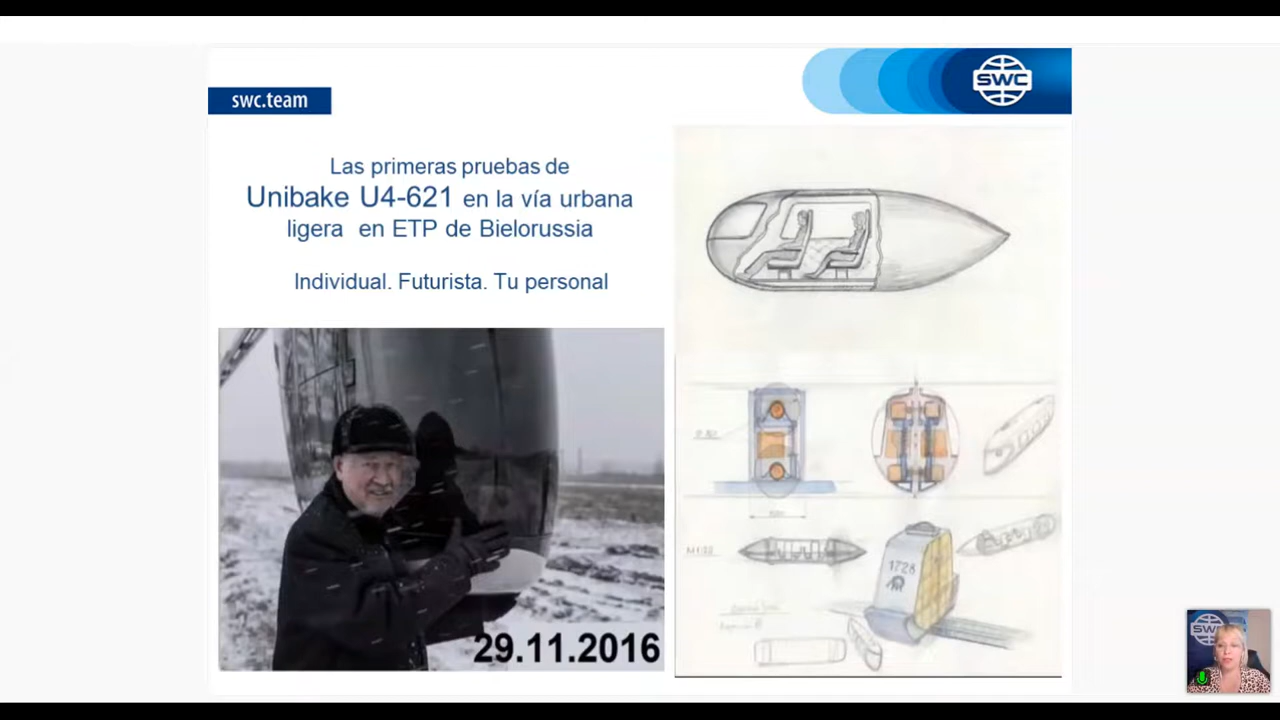 swc.team
SWC
Las primeras pruebas de
Unibake U4-621 en la vía urbana
ligera en ETP de Bielorussia
Individual. Futurista. Tu personal
29.11.2016
1728
SWC